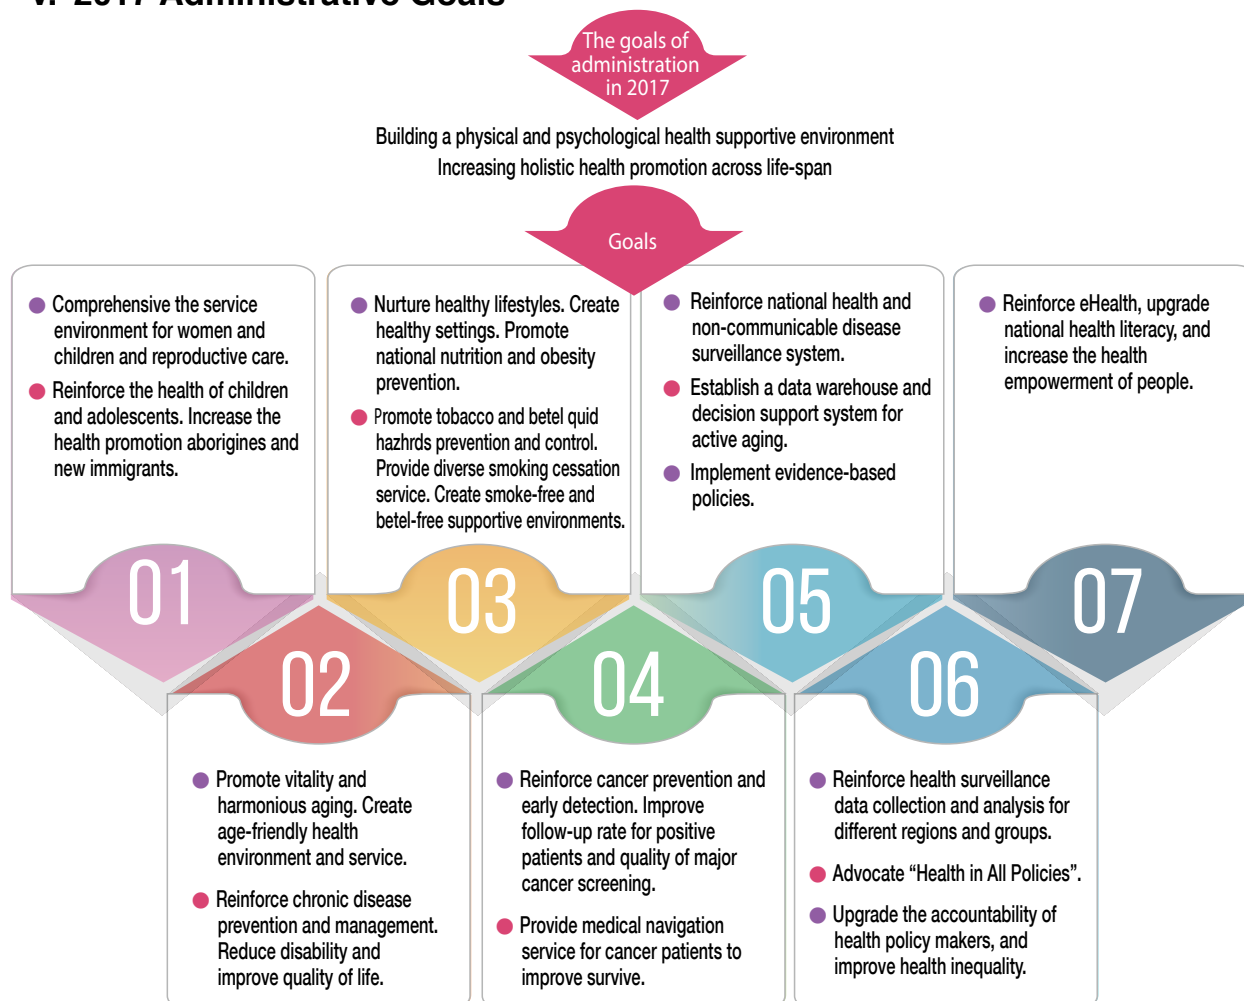 v. 2017 Administrative Goals
The goals of
administration
in 2017
Building a physical and psychological health supportive environment
Increasing holistic health promotion across life-span
Goals
Comprehensive the service
environment for women and
children and reproductive care.
Reinforce the health of children
and adolescents. Increase the
health promotion aborigines and
new immigrants.
01
Promote vitality and
harmonious aging. Create
age-friendly health
environment and service.
Reinforce chronic disease
prevention and management.
Reduce disability and
improve quality of life.
02
Nurture healthy lifestyles. Create
healthy settings. Promote
national nutrition and obesity
prevention.
Promote tobacco and betel quid
hazhrds prevention and control.
Provide diverse smoking cessation
service. Create smoke-free and
betel-free supportive environments.
03
04
Reinforce cancer prevention and
early detection. Improve
follow-up rate for positive
patients and quality of major
cancer screening.
Provide medical navigation
service for cancer patients to
improve survive.
Reinforce national health and
non-communicable disease
surveillance system.
Establish a data warehouse and
decision support system for
active aging.
Implement evidence-based
policies.
05
06
Reinforce health surveillance
data collection and analysis for
different regions and groups.
Advocate “Health in All Policies”.
Upgrade the accountability of
health policy makers, and
improve health inequality.
Reinforce eHealth, upgrade
national health literacy, and
increase the health
empowerment of people.
07